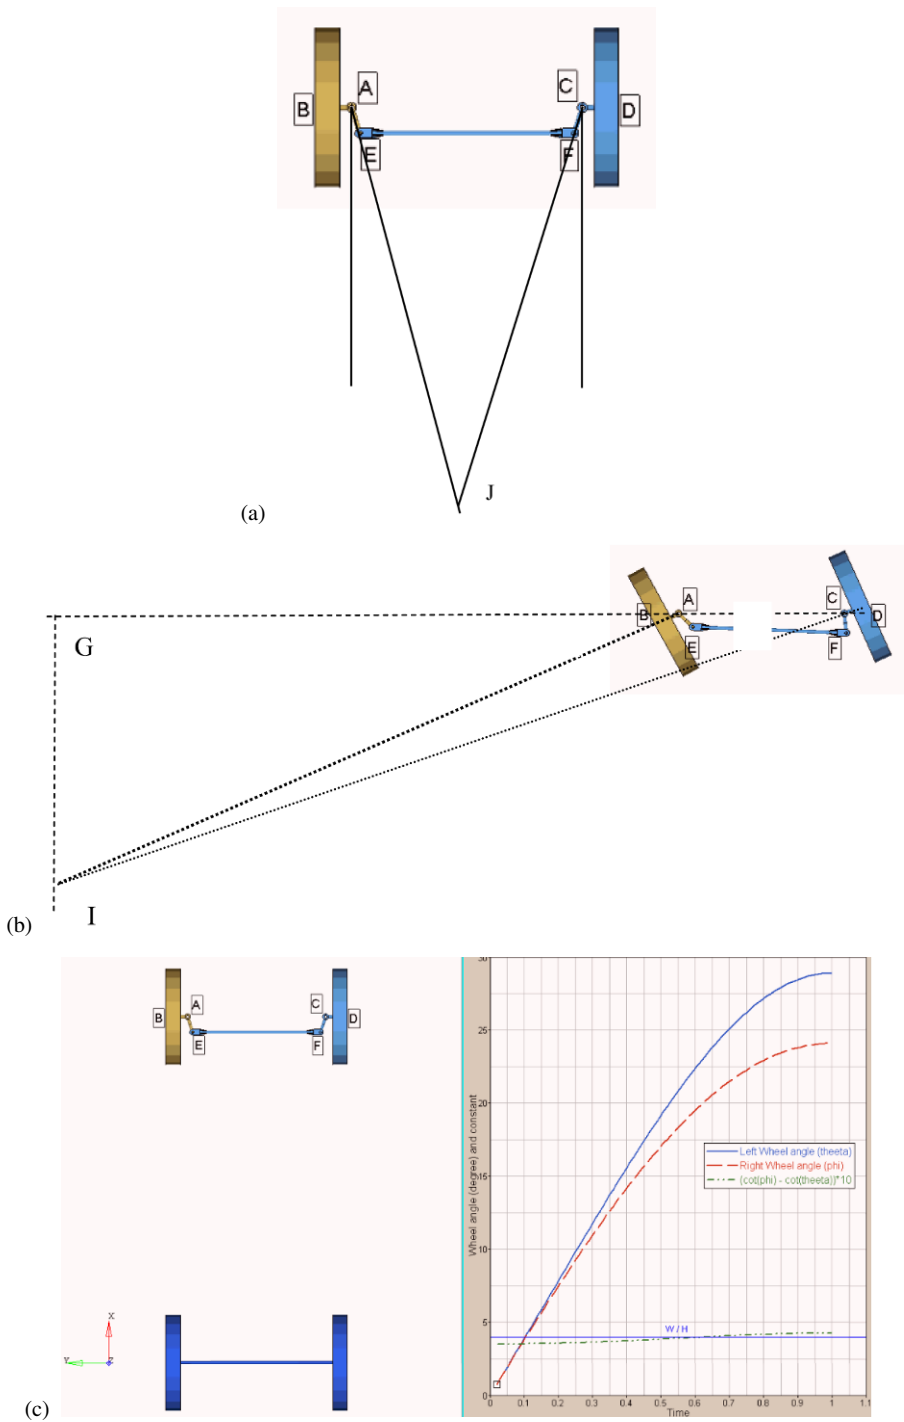 A
C
B
D
E
F
J
(a)
A
C
B
D
G
E
F
I
(b)
30
A
C
B
D
E
F
25
20
15
10
5
0
Wheel angle (degree) and constant
Left Wheel angle (theeta)
Right Wheel angle (phi)
(cot(phi) - cot(theeta))*10
W / H
X
Y
Z
0 0.1 0.2 0.3 0.4 0.5 0.6 0.7 0.8 0.9 1 1.1
Time
(c)